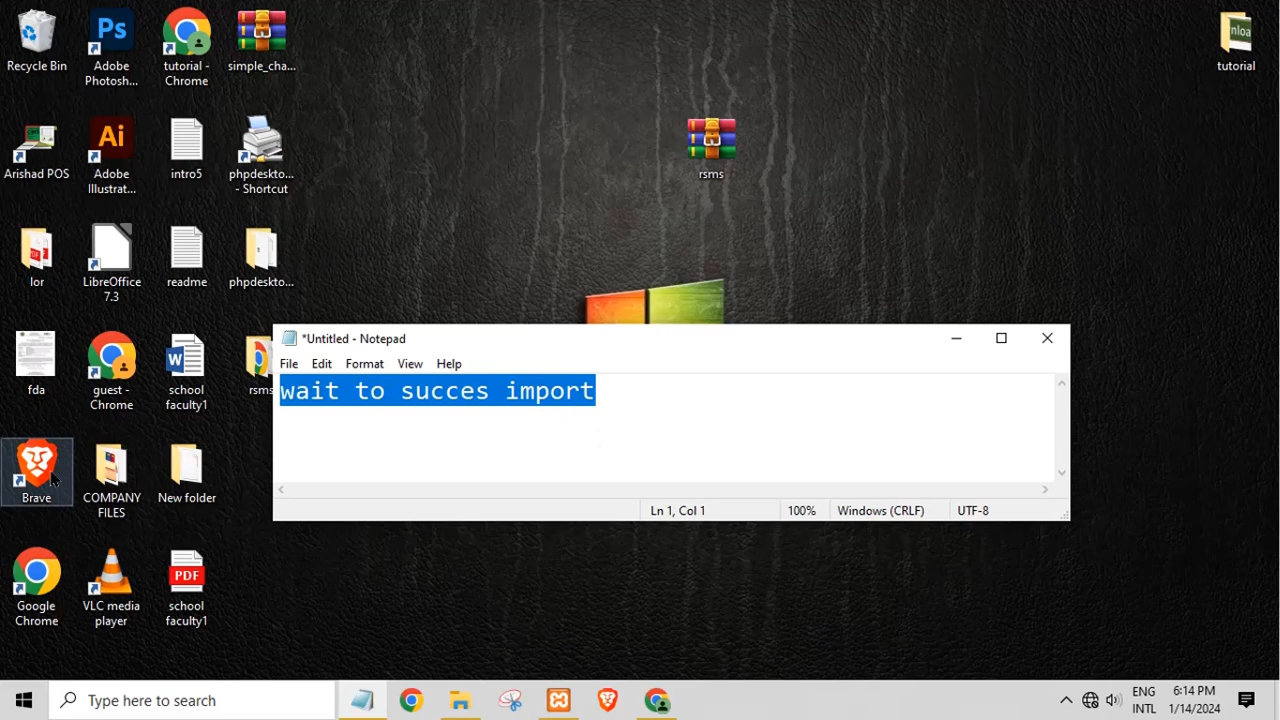 Recycle Bin
Adobe
Photosh...
tutorial -
Chrome
simple_cha...
nloa
tutorial
Arishad POS
Ai
Adobe
Illustrat...
intro5
phpdeskto...
- Shortcut
rsms
lor
LibreOffice
7.3
readme
phpdeskto...
*Untitled - Notepad
File Edit Format View Help
wait to succes import
fda
guest -
Chrome
school
faculty1
rsms
Brave
COMPANY
FILES
New folder
Ln 1, Col 1 100% Windows (CRLF) UTF-8
Google
Chrome
VLC media
player
PDF
school
faculty1
Type here to search
ENG
INTL
6:14 PM
1/14/2024